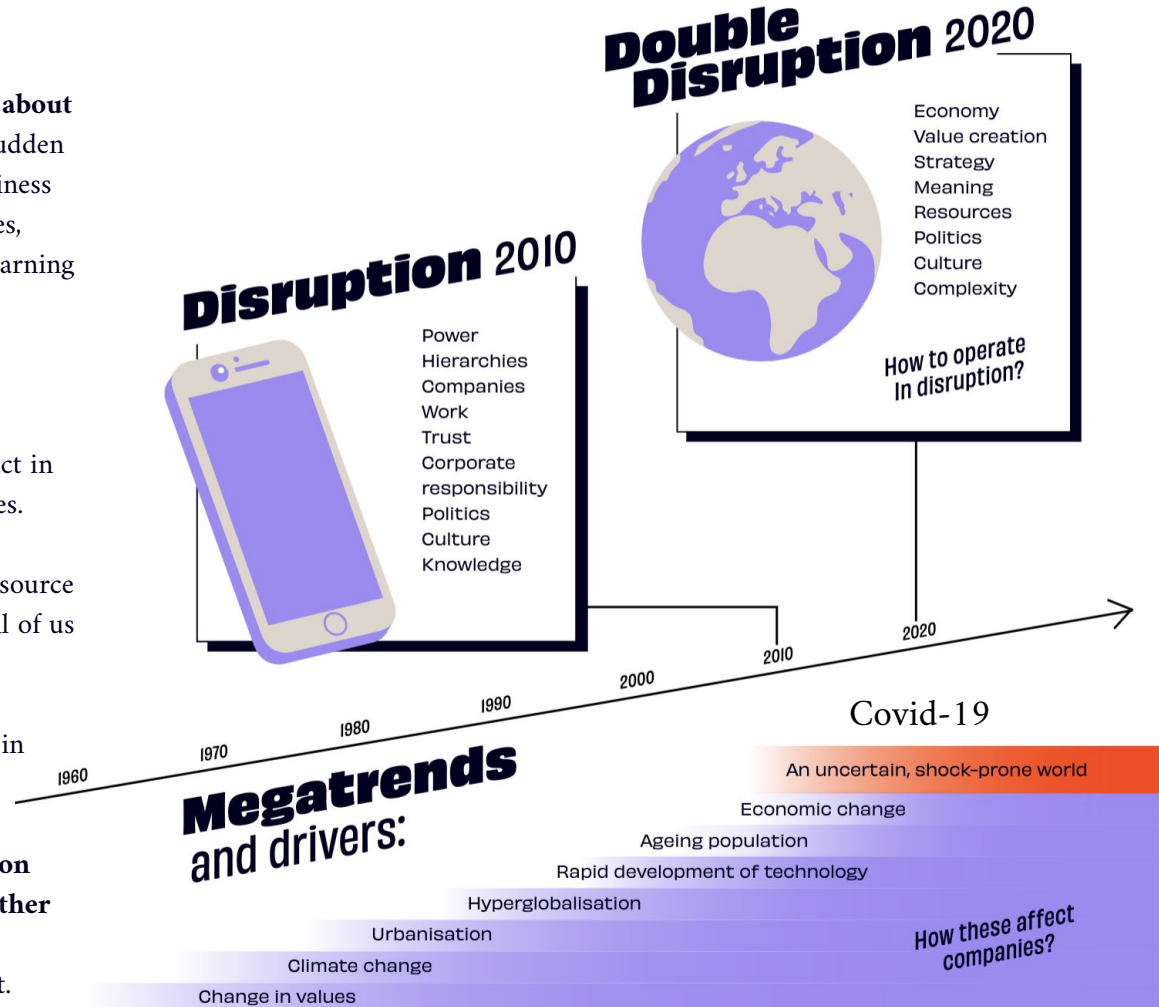 about
udden
iness
es,
arning
ct in
es.
source
ll of us
in
on
ther
t.
Double
Disruption 2020
Economy
Value creation
Strategy
Meaning
Resources
Politics
Culture
Complexity
How to operate
In disruption?
Disruption 2010
Power
Hierarchies
Companies
Work
Trust
Corporate
responsibility
Politics
Culture
Knowledge
1960
1970
1980
1990
2000
2010
2020
Megatrends
and drivers:
Covid-19
An uncertain, shock-prone world
Economic change
Ageing population
Rapid development of technology
Hyperglobalisation
Urbanisation
Climate change
Change in values
How these affect
companies?